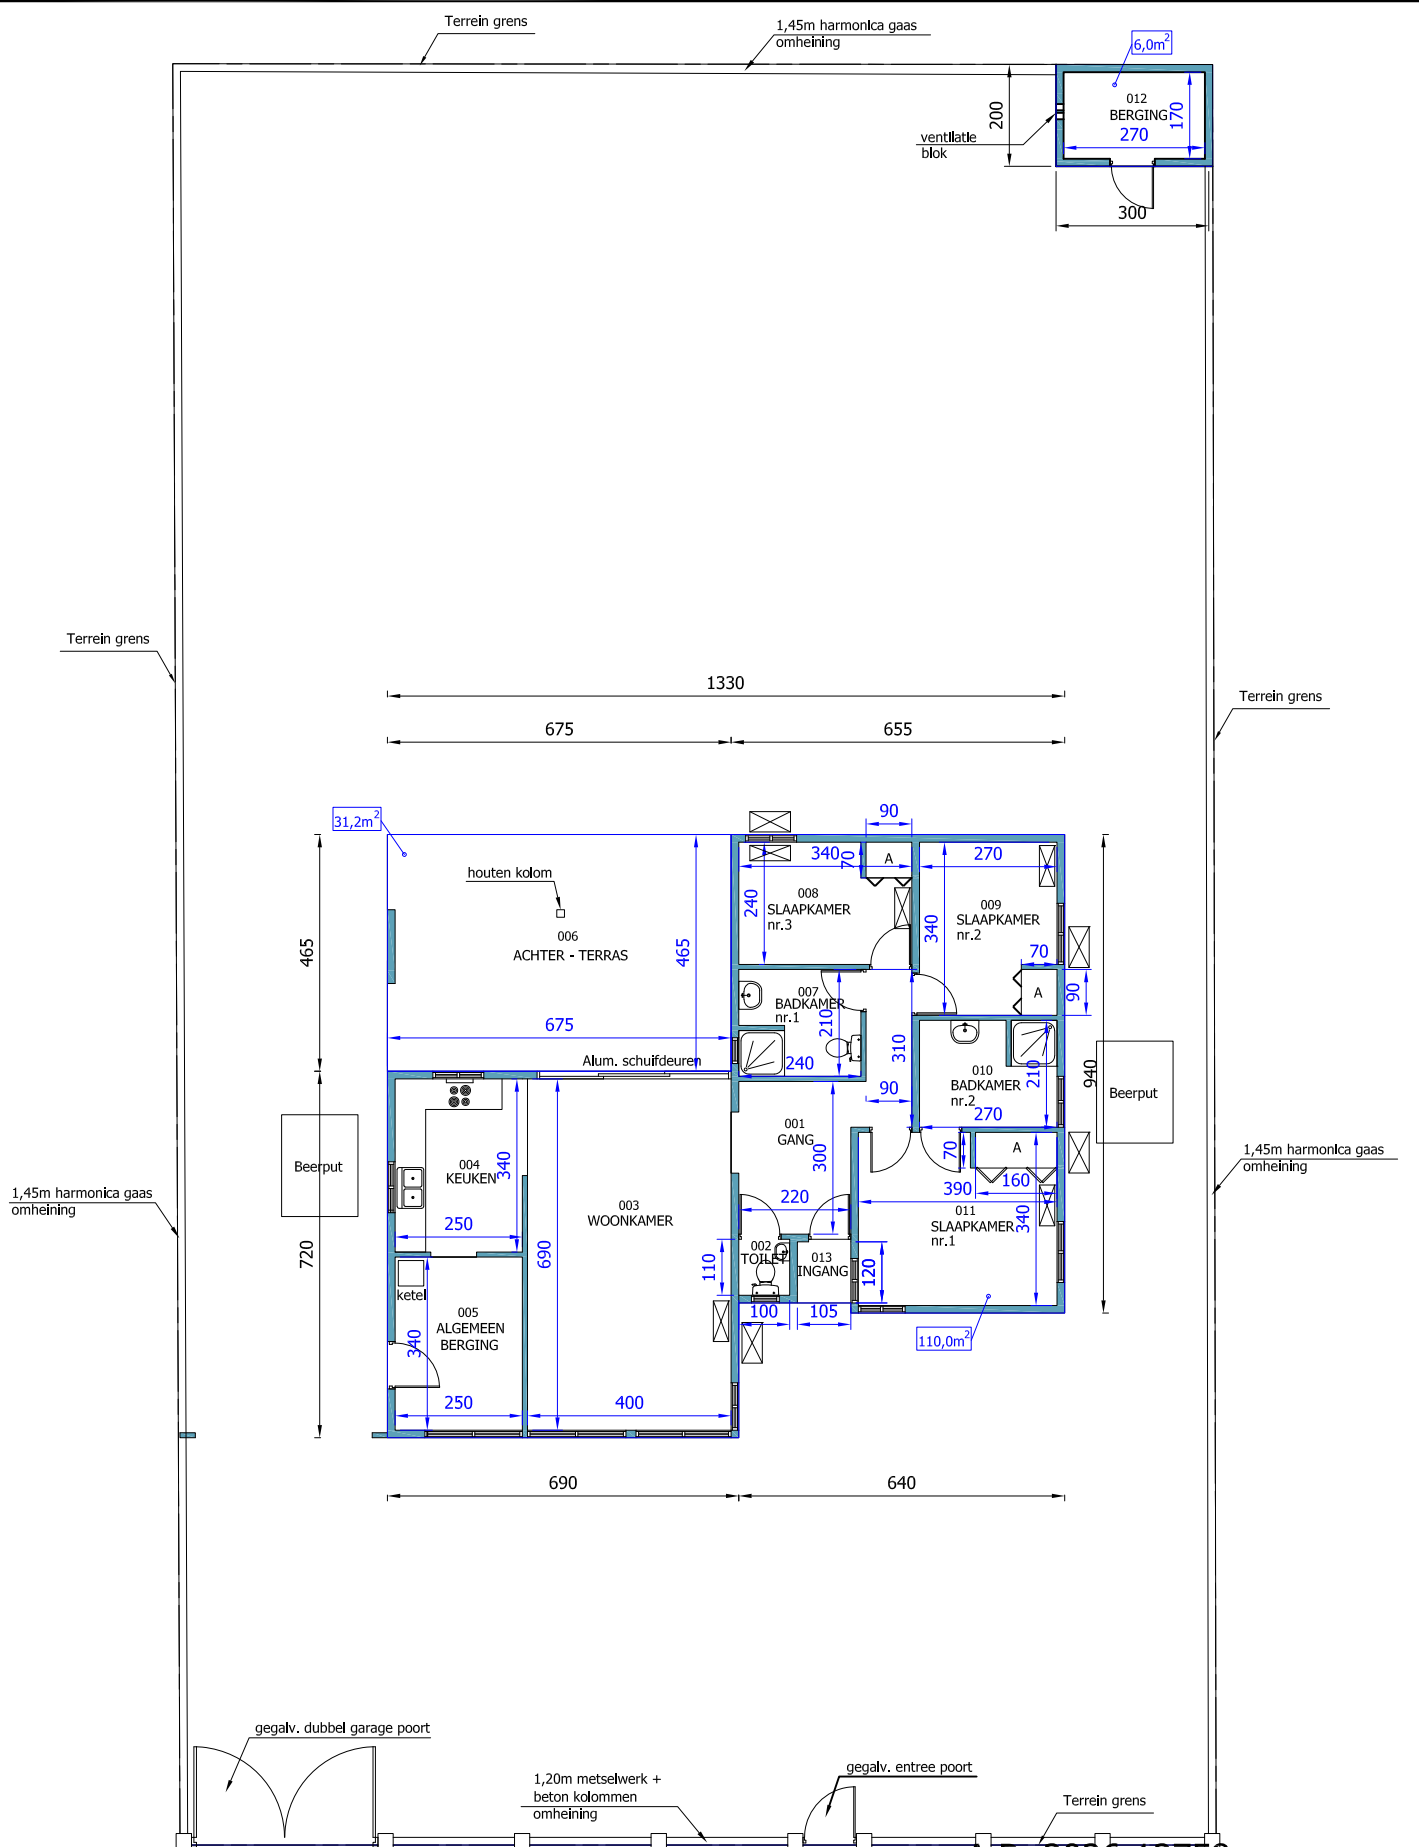 Terrein grens
1,45m harmonica gaas
omheining
6,0m²
200
012
BERGING
170
270
ventilatie
blok
300
Terrein grens
Terrein grens
1330
675
655
31,2m²
90
houten kolom
006
ACHTER - TERRAS
465
465
675
Alum. schuifdeuren
340
70
A
008
SLAAPKAMER
nr.3
240
270
009
SLAAPKAMER
nr.2
340
70
A
90
007
BADKAMER
nr.1
210
240
310
90
010
BADKAMER
nr.2
210
270
940
Beerput
Beerput
001
GANG
300
220
004
KEUKEN
340
250
003
WOONKAMER
690
400
70
A
160
390
011
SLAAPKAMER
nr.1
340
002
TOILET
110
100
013
INGANG
105
120
110,0m²
720
ketel
005
ALGEMEEN
BERGING
340
250
1,45m harmonica gaas
omheining
1,45m harmonica gaas
omheining
690
640
gegalv. dubbel garage poort
1,20m metselwerk +
beton kolommen
omheining
gegalv. entree poort
Terrein grens